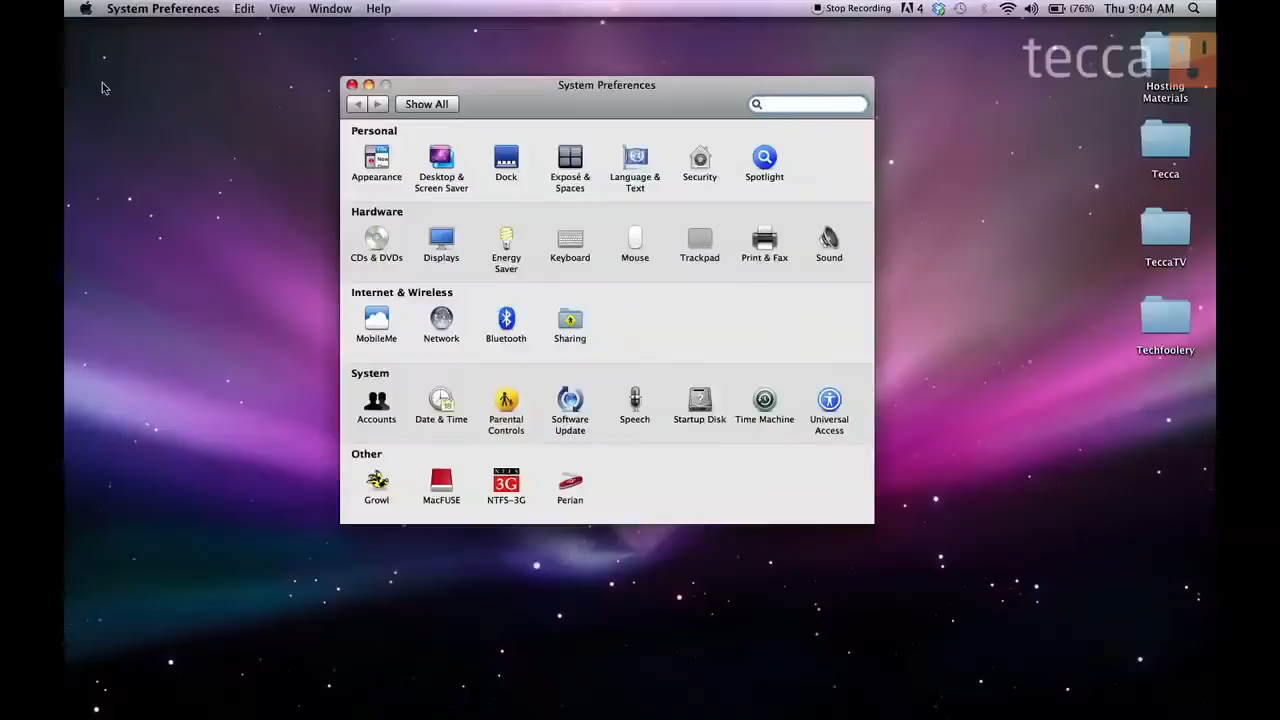 System Preferences Edit View Window Help Stop Recording 4 (76%) Thu 9:04 AM
tecca
System Preferences
Show All
Hosting
Materials
Tecca
TeccaTV
Techfoolery
Personal
Appearance
Desktop &
Screen Saver
Dock
Exposé &
Spaces
Language &
Text
Security
Spotlight
Hardware
CDs & DVDs
Displays
Energy
Saver
Keyboard
Mouse
Trackpad
Print & Fax
Sound
Internet & Wireless
MobileMe
Network
Bluetooth
Sharing
System
Accounts
Date & Time
Parental
Controls
Software
Update
Speech
Startup Disk
Time Machine
Universal
Access
Other
Growl
MacFUSE
NTFS
3G
NTFS-3G
Perian